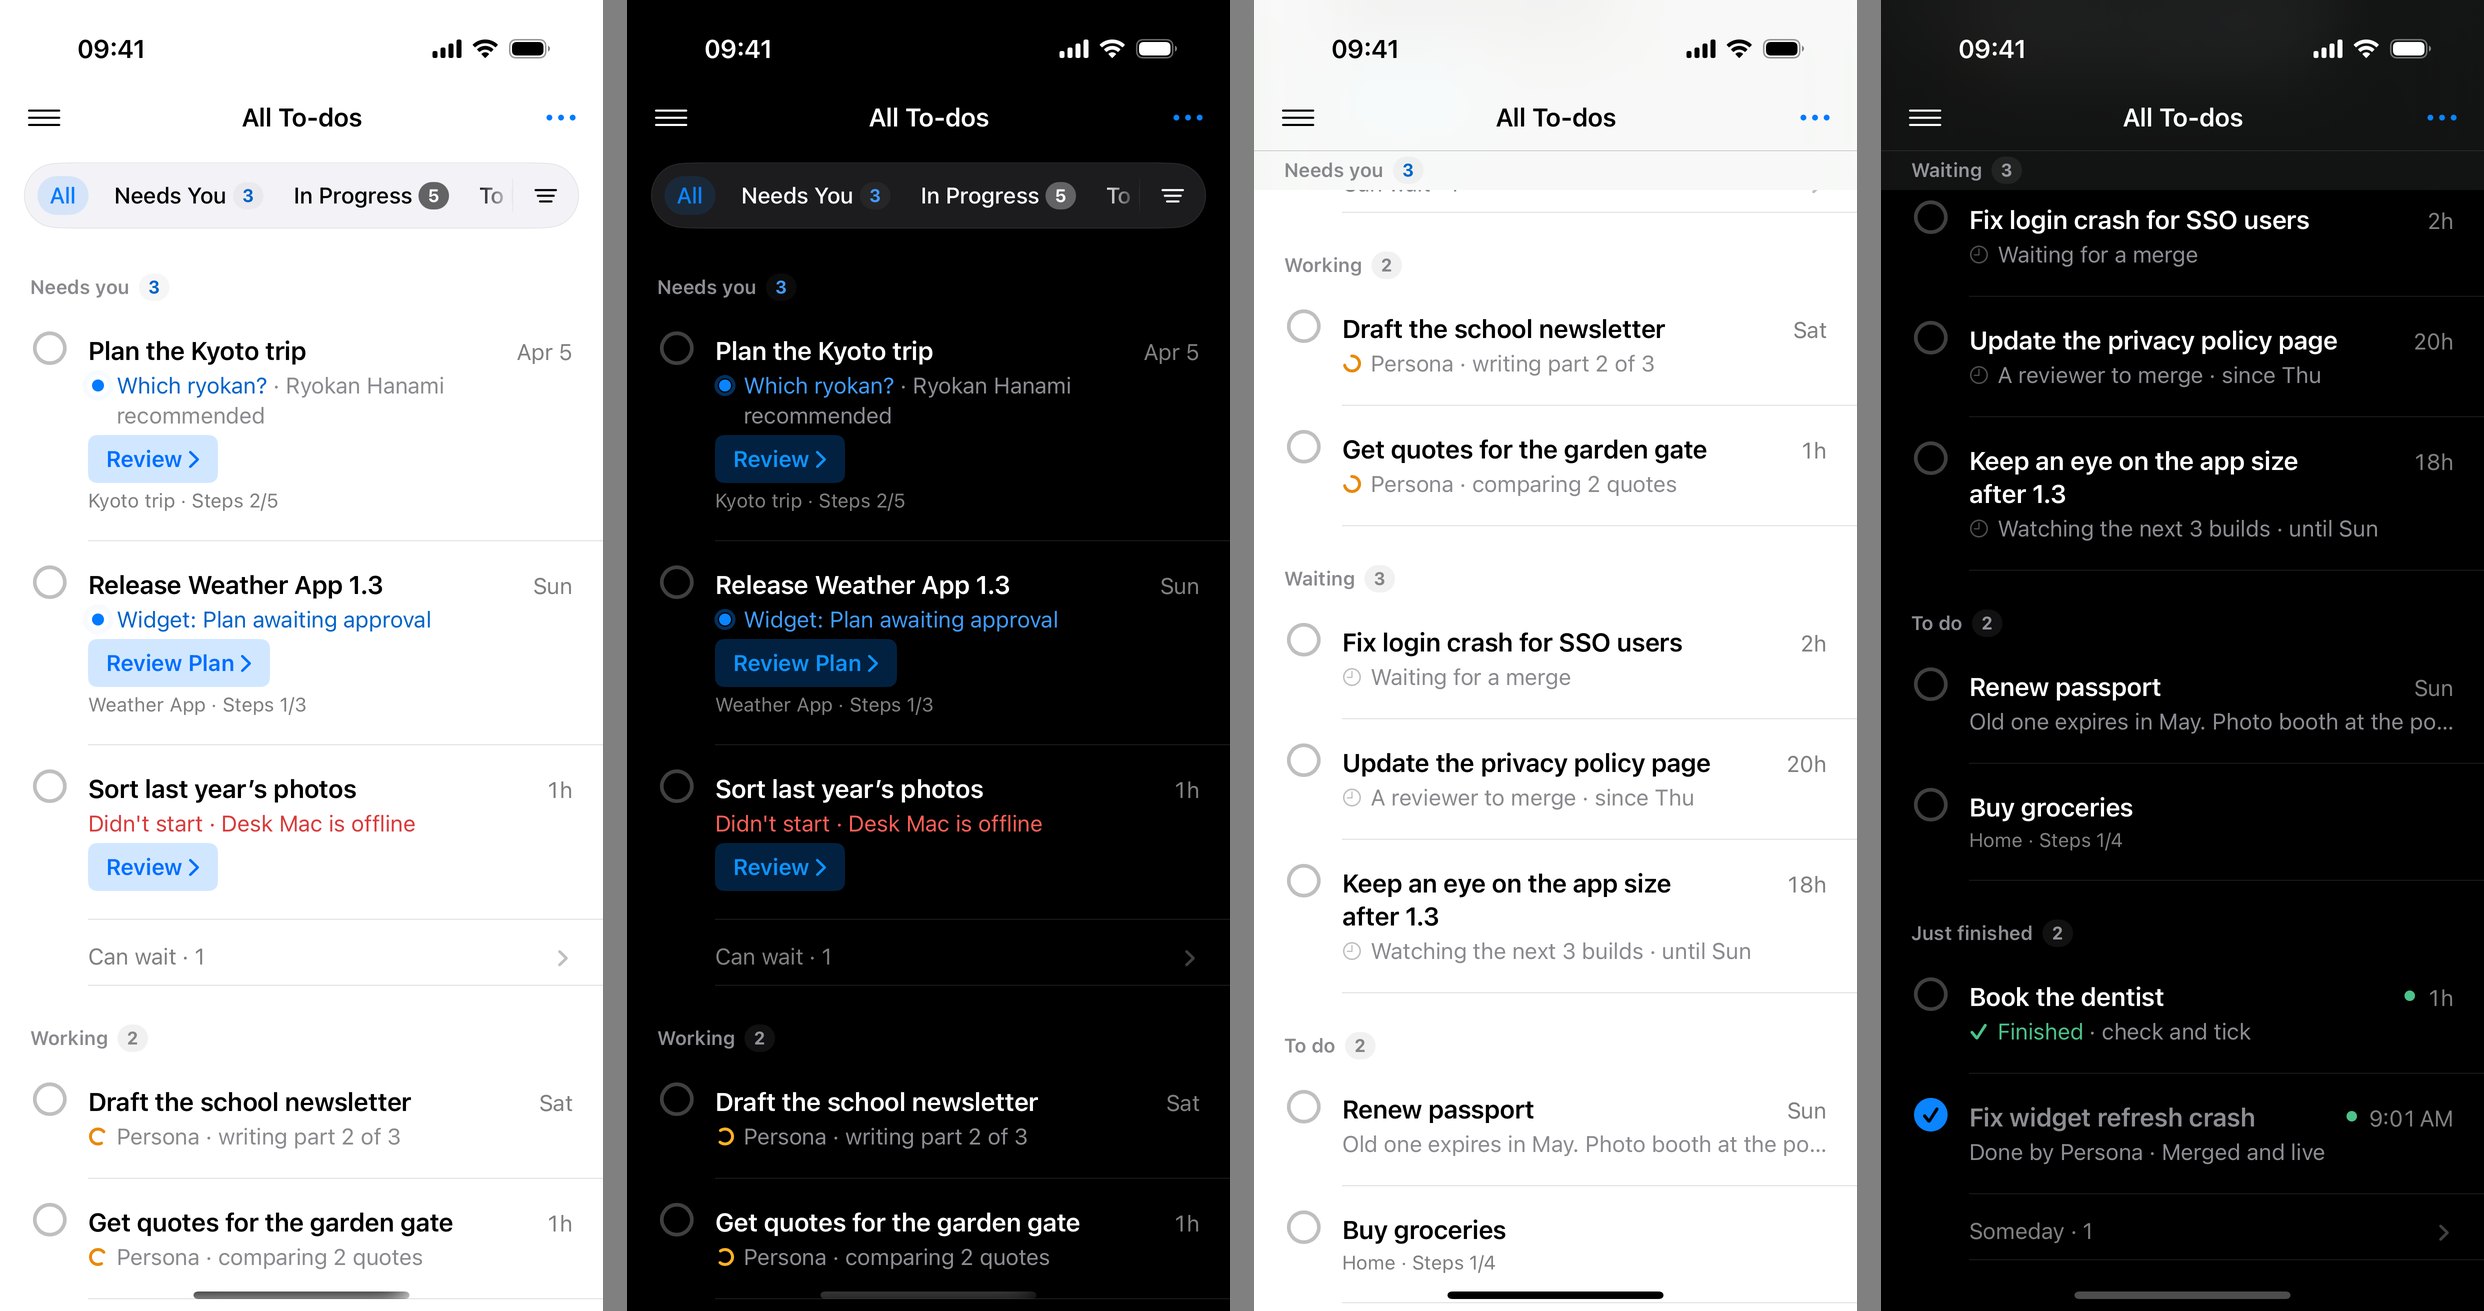 09:41
All To-dos
All Needs You 3 In Progress 5 To
Needs you 3
Plan the Kyoto trip Apr 5
Which ryokan? · Ryokan Hanami
recommended
Review
Kyoto trip · Steps 2/5
Release Weather App 1.3 Sun
Widget: Plan awaiting approval
Review Plan
Weather App · Steps 1/3
Sort last year’s photos 1h
Didn't start · Desk Mac is offline
Review
Can wait · 1
Working 2
Draft the school newsletter Sat
Persona · writing part 2 of 3
Get quotes for the garden gate 1h
Persona · comparing 2 quotes
09:41
All To-dos
All Needs You 3 In Progress 5 To
Needs you 3
Plan the Kyoto trip Apr 5
Which ryokan? · Ryokan Hanami
recommended
Review
Kyoto trip · Steps 2/5
Release Weather App 1.3 Sun
Widget: Plan awaiting approval
Review Plan
Weather App · Steps 1/3
Sort last year’s photos 1h
Didn't start · Desk Mac is offline
Review
Can wait · 1
Working 2
Draft the school newsletter Sat
Persona · writing part 2 of 3
Get quotes for the garden gate 1h
Persona · comparing 2 quotes
09:41
All To-dos
Needs you 3
Working 2
Draft the school newsletter Sat
Persona · writing part 2 of 3
Get quotes for the garden gate 1h
Persona · comparing 2 quotes
Waiting 3
Fix login crash for SSO users 2h
Waiting for a merge
Update the privacy policy page 20h
A reviewer to merge · since Thu
Keep an eye on the app size 18h
after 1.3
Watching the next 3 builds · until Sun
To do 2
Renew passport Sun
Old one expires in May. Photo booth at the po...
Buy groceries
Home · Steps 1/4
09:41
All To-dos
Waiting 3
Fix login crash for SSO users 2h
Waiting for a merge
Update the privacy policy page 20h
A reviewer to merge · since Thu
Keep an eye on the app size 18h
after 1.3
Watching the next 3 builds · until Sun
To do 2
Renew passport Sun
Old one expires in May. Photo booth at the po...
Buy groceries
Home · Steps 1/4
Just finished 2
Book the dentist 1h
Finished · check and tick
Fix widget refresh crash 9:01 AM
Done by Persona · Merged and live
Someday · 1